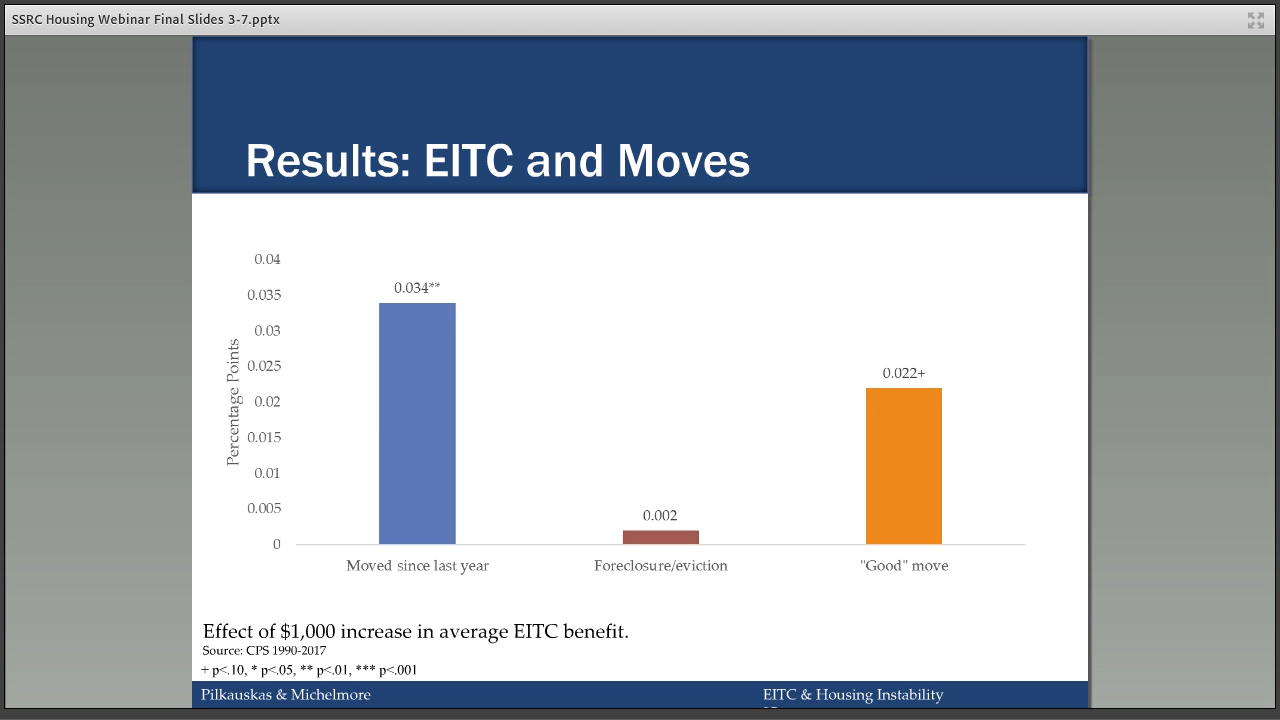 SSRC Housing Webinar Final Slides 3-7.pptx
Results: EITC and Moves
0.04
0.035
0.03
0.025
0.02
0.015
0.01
0.005
0
Percentage Points
0.034**
0.002
0.022+
Moved since last year
Foreclosure/eviction
"Good" move
Effect of $1,000 increase in average EITC benefit.
Source: CPS 1990-2017
+ p<.10, * p<.05, ** p<.01, *** p<.001
Pilkauskas & Michelmore
EITC & Housing Instability